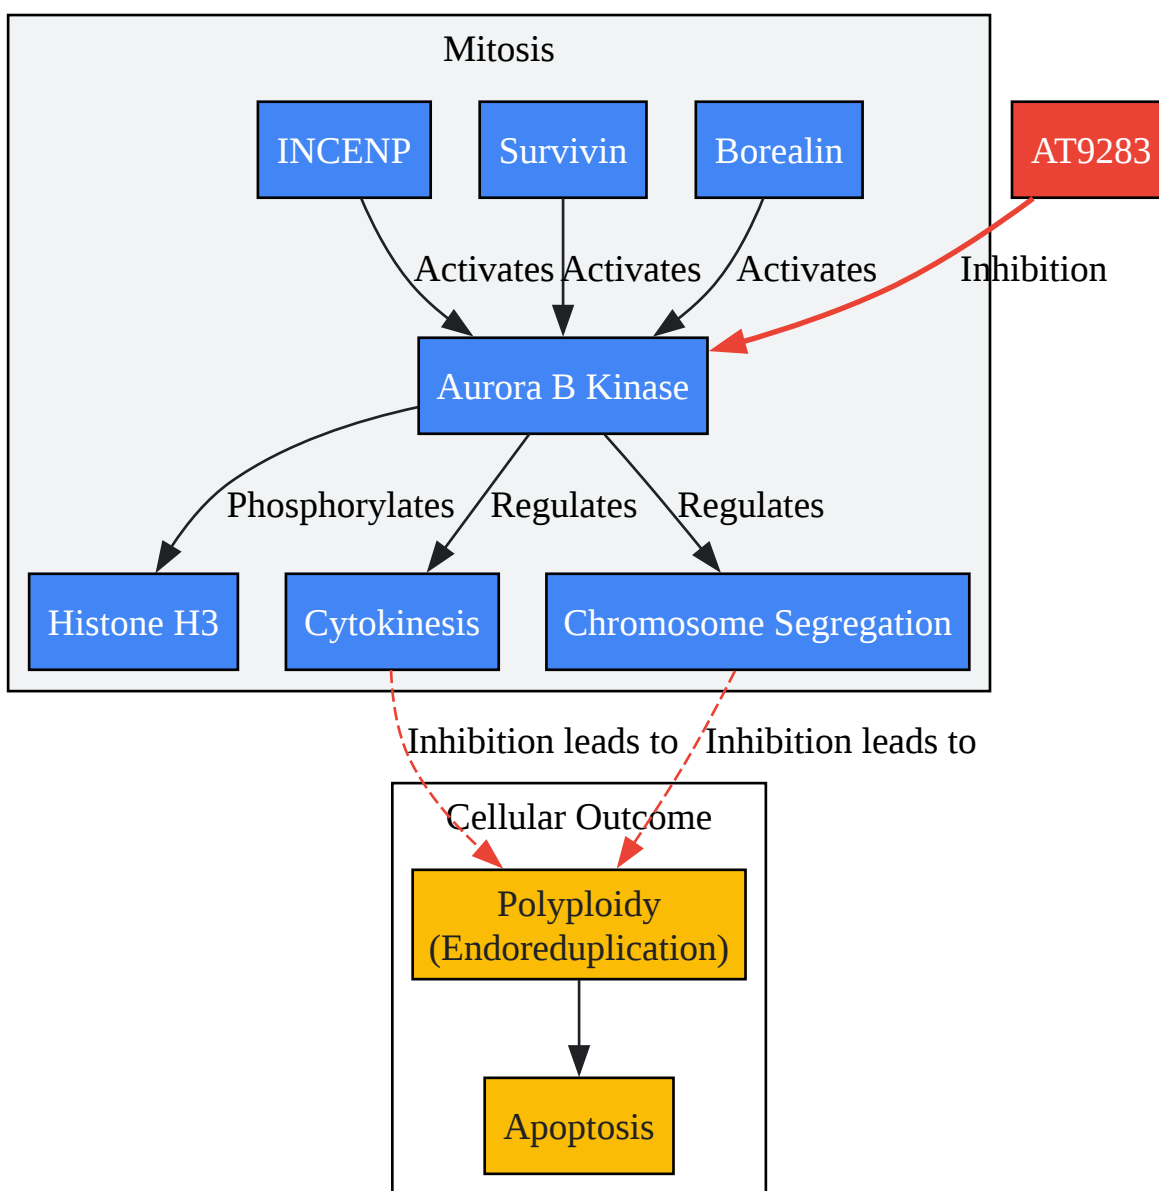 Mitosis
INCENP
Survivin
Borealin
AT9283
Activates
Activates
Activates
Inhibition
Aurora B Kinase
Phosphorylates
Regulates
Regulates
Histone H3
Cytokinesis
Chromosome Segregation
Inhibition leads to
Inhibition leads to
Cellular Outcome
Polyploidy
(Endoreduplication)
Apoptosis